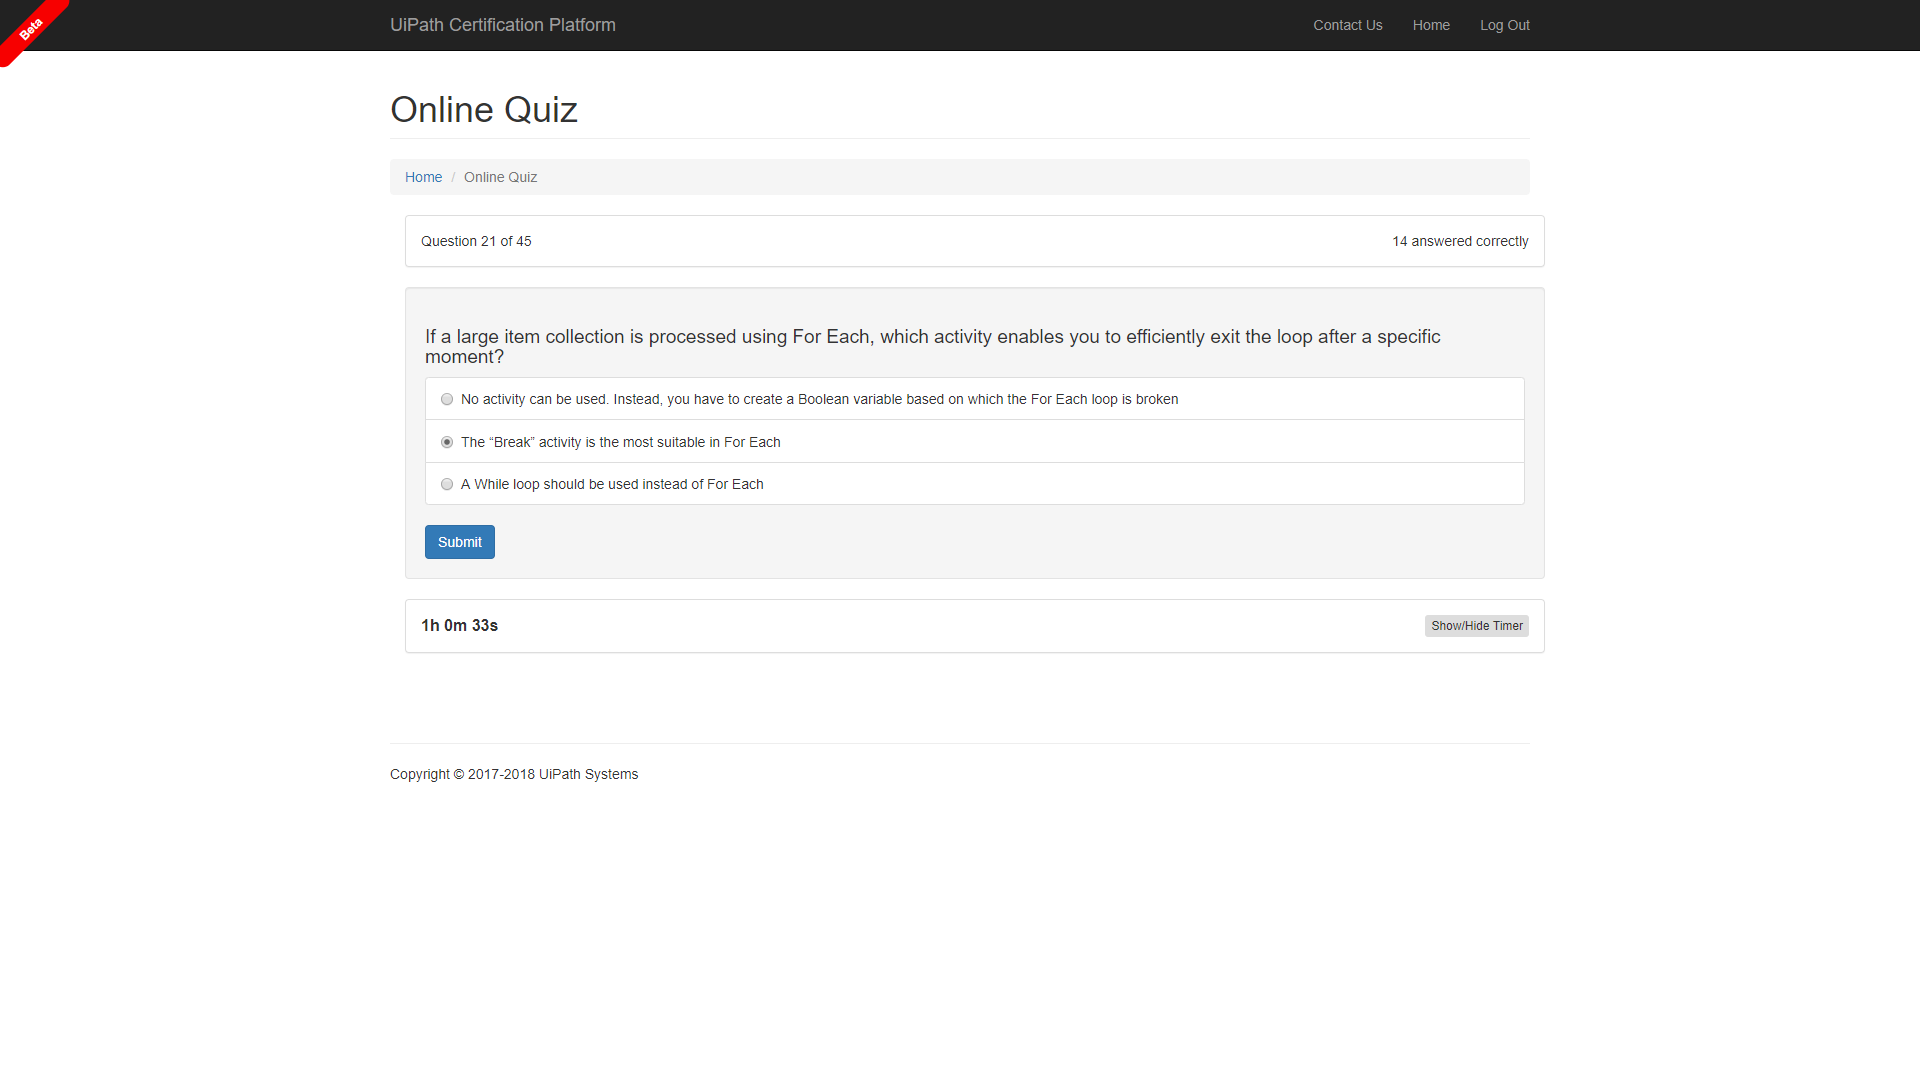 Beta
UiPath Certification Platform
Contact Us
Home
Log Out
Online Quiz
Home / Online Quiz
Question 21 of 45
14 answered correctly
If a large item collection is processed using For Each, which activity enables you to efficiently exit the loop after a specific
moment?
No activity can be used. Instead, you have to create a Boolean variable based on which the For Each loop is broken
The “Break” activity is the most suitable in For Each
A While loop should be used instead of For Each
Submit
1h 0m 33s
Show/Hide Timer
Copyright © 2017-2018 UiPath Systems